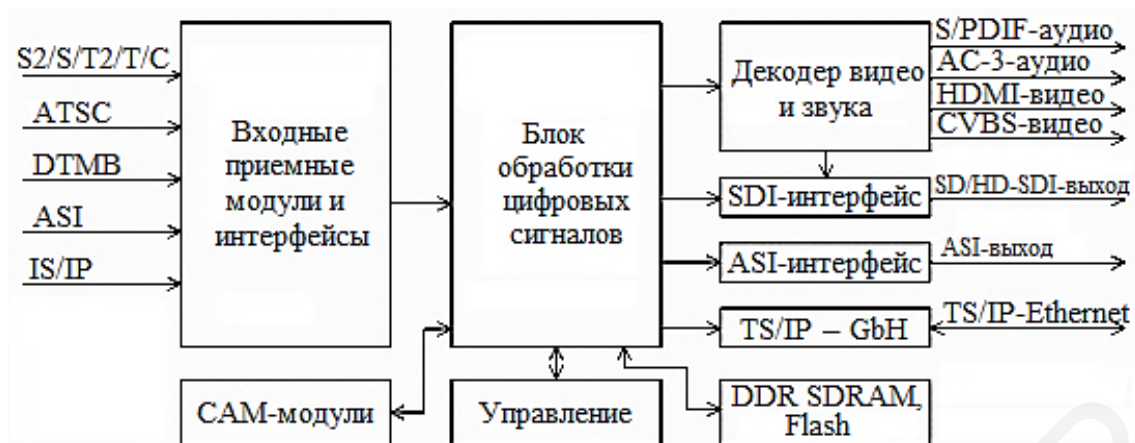 S2/S/T2/T/C
ATSC
DTMB
ASI
IS/IP
Входные
приемные
модули и
интерфейсы
CAM-модули
Блок
обработки
цифровых
сигналов
Управление
Декодер видео
и звука
SDI-интерфейс
ASI-интерфейс
TS/IP – GbH
DDR SDRAM,
Flash
S/PDIF-аудио
AC-3-аудио
HDMI-видео
CVBS-видео
SD/HD-SDI-выход
ASI-выход
TS/IP-Ethernet